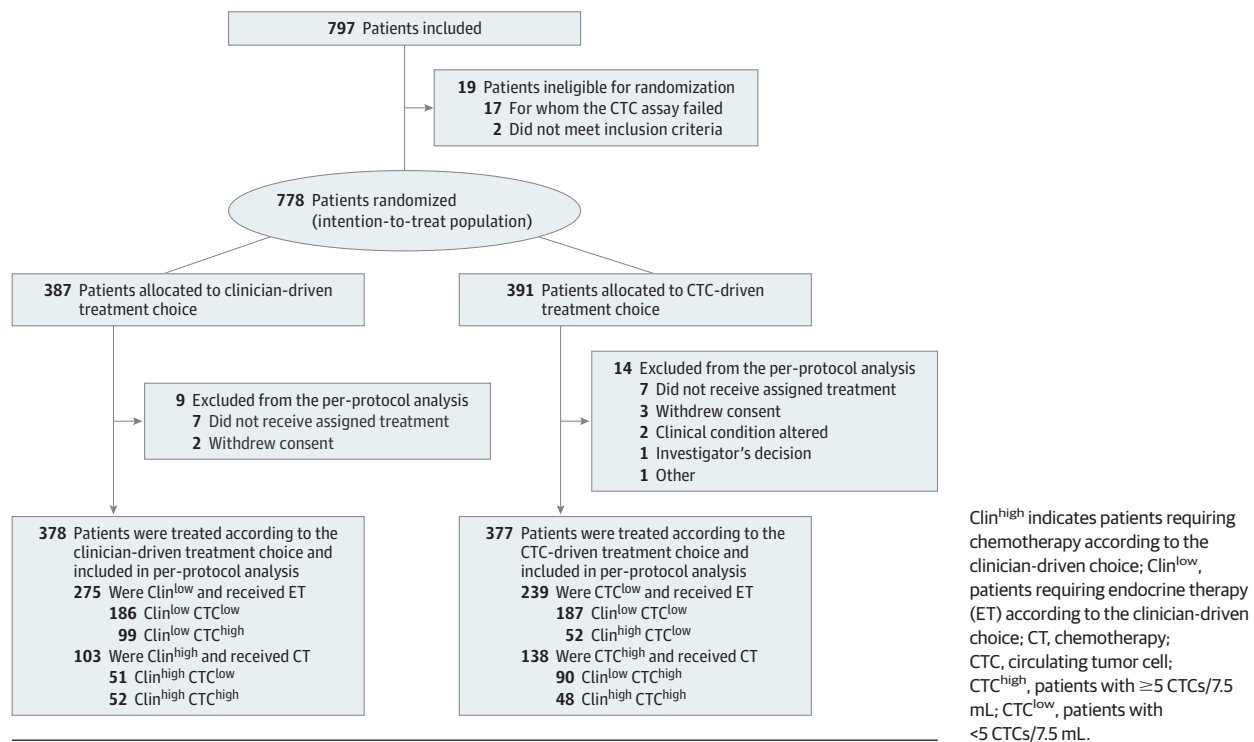 797 Patients included
19 Patients ineligible for randomization
17 For whom the CTC assay failed
2 Did not meet inclusion criteria
778 Patients randomized
(intention-to-treat population)
387 Patients allocated to clinician-driven
treatment choice
391 Patients allocated to CTC-driven
treatment choice
9 Excluded from the per-protocol analysis
7 Did not receive assigned treatment
2 Withdrew consent
14 Excluded from the per-protocol analysis
7 Did not receive assigned treatment
3 Withdrew consent
2 Clinical condition altered
1 Investigator's decision
1 Other
378 Patients were treated according to the
clinician-driven treatment choice and
included in per-protocol analysis
275 Were Clinlow and received ET
186 Clinlow CTClow
99 Clinlow CTChigh
103 Were Clinhigh and received CT
51 Clinhigh CTClow
52 Clinhigh CTChigh
377 Patients were treated according to the
CTC-driven treatment choice and
included in per-protocol analysis
239 Were CTClow and received ET
187 Clinlow CTClow
52 Clinhigh CTClow
138 Were CTChigh and received CT
90 Clinlow CTChigh
48 Clinhigh CTChigh
Clinhigh indicates patients requiring
chemotherapy according to the
clinician-driven choice; Clinlow,
patients requiring endocrine therapy
(ET) according to the clinician-driven
choice; CT, chemotherapy;
CTC, circulating tumor cell;
CTChigh, patients with ≥5 CTCs/7.5
mL; CTClow, patients with
<5 CTCs/7.5 mL.